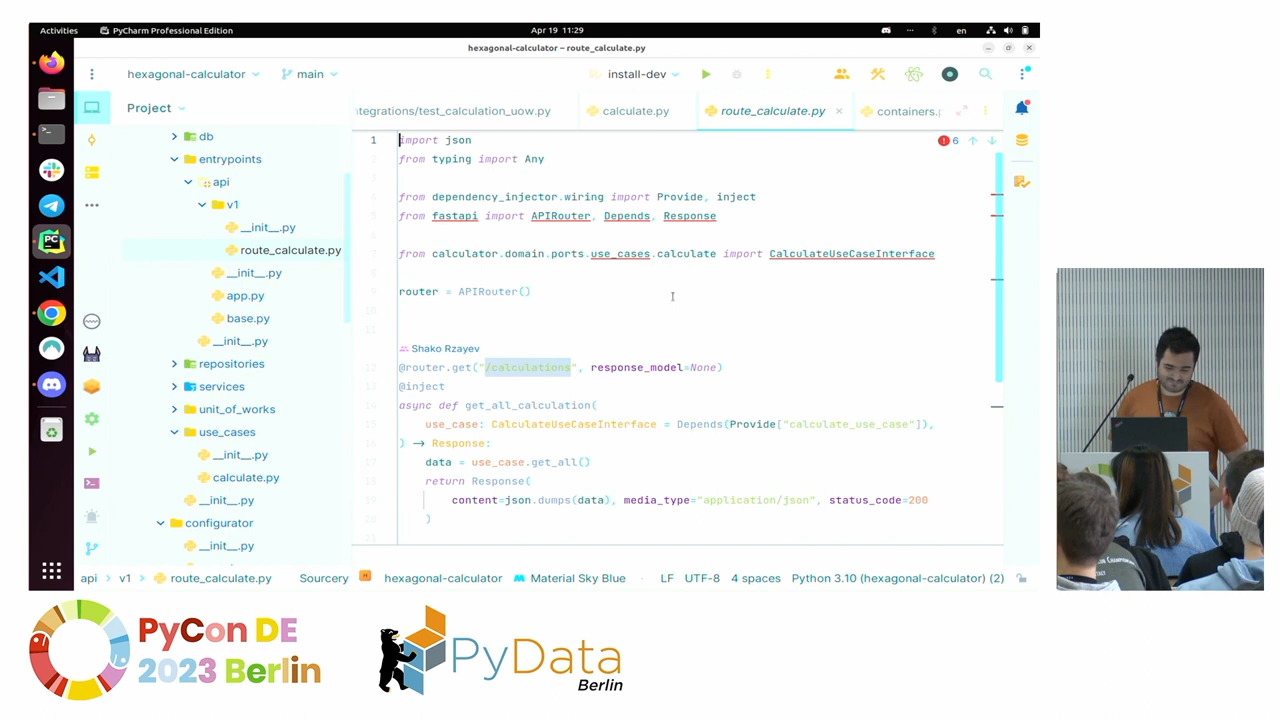 Activities
PyCharm Professional Edition
Apr 19 11:29
en
hexagonal-calculator – route_calculate.py
hexagonal-calculator
main
install-dev
Project
ntegrations/test_calculation_uow.py
calculate.py
route_calculate.py
containers.p
db
entrypoints
api
v1
__init__.py
route_calculate.py
__init__.py
app.py
base.py
__init__.py
repositories
services
unit_of_works
use_cases
__init__.py
calculate.py
__init__.py
configurator
__init__.py
6
1 import json
from typing import Any
from dependency_injector.wiring import Provide, inject
from fastapi import APIRouter, Depends, Response
from calculator.domain.ports.use_cases.calculate import CalculateUseCaseInterface
router = APIRouter()
Shako Rzayev
@router.get("/calculations", response_model=None)
@inject
async def get_all_calculation(
use_case: CalculateUseCaseInterface = Depends(Provide["calculate_use_case"]),
) → Response:
data = use_case.get_all()
return Response(
content=json.dumps(data), media_type="application/json", status_code=200
)
api
v1
route_calculate.py
Sourcery
hexagonal-calculator
Material Sky Blue
LF
UTF-8
4 spaces
Python 3.10 (hexagonal-calculator) (2)
PyCon DE
2023 Berlin
PyData
Berlin